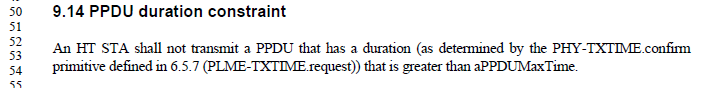 50
9.14 PPDU duration constraint
51
52
An HT STA shall not transmit a PPDU that has a duration (as determined by the PHY-TXTIME.confirm
53
primitive defined in 6.5.7 (PLME-TXTIME.request)) that is greater than aPPDUMaxTime.
54
55